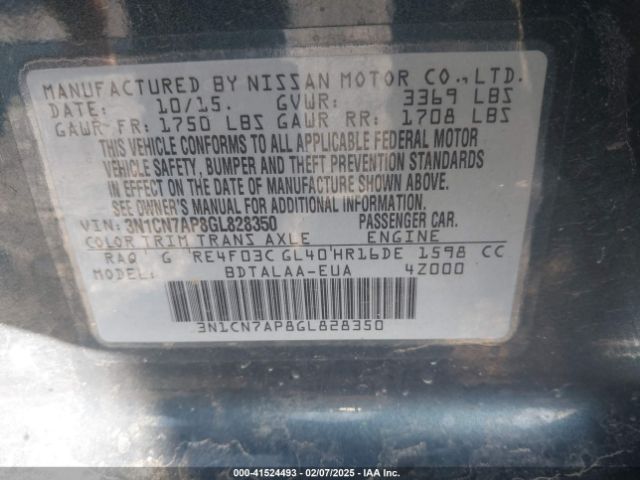 MANUFACTURED BY NISSAN MOTOR CO., LTD.
DATE: 10/15. GVWR: 3369 LBS
GAWR FR: 1750 LBS GAWR RR: 1708 LBS
THIS VEHICLE CONFORMS TO ALL APPLICABLE FEDERAL MOTOR
VEHICLE SAFETY, BUMPER AND THEFT PREVENTION STANDARDS
IN EFFECT ON THE DATE OF MANUFACTURE SHOWN ABOVE.
SEE OWNER'S MANUAL FOR ADDITIONAL INFORMATION.
VIN: 3N1CN7AP8GL828350 PASSENGER CAR.
COLOR TRIM TRANS AXLE ENGINE
RAQ G RE4F03C GL40 HR16DE 1598 CC
MODEL: BDTALAA-EUA 4Z000
3N1CN7AP8GL828350
000-41524493 - 02/07/2025 - IAA Inc.